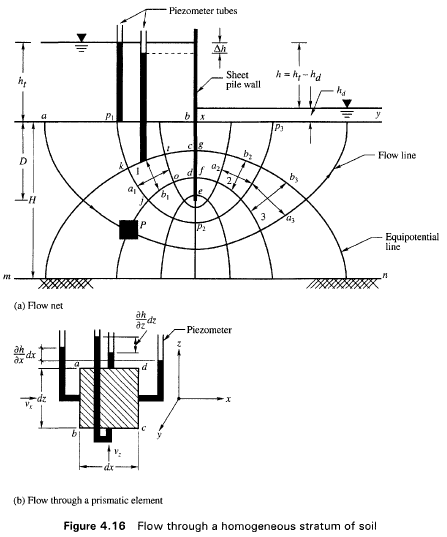 Piezometer tubes
Δh
h_t
h = h_t – h_d
h_d
Sheet
pile wall
a
p₁
b
x
y
D
H
c
g
t
k
1
o
d
f
a₂
b₂
p₃
Flow line
j
a₁
b₁
2
b₃
e
3
a₃
P
p₂
Equipotential
line
m
n
(a) Flow net
∂h/∂z dz
Piezometer
∂h/∂x dx
z
a
d
dz
v_x
x
b
c
y
v_z
dx
(b) Flow through a prismatic element
Figure 4.16 Flow through a homogeneous stratum of soil